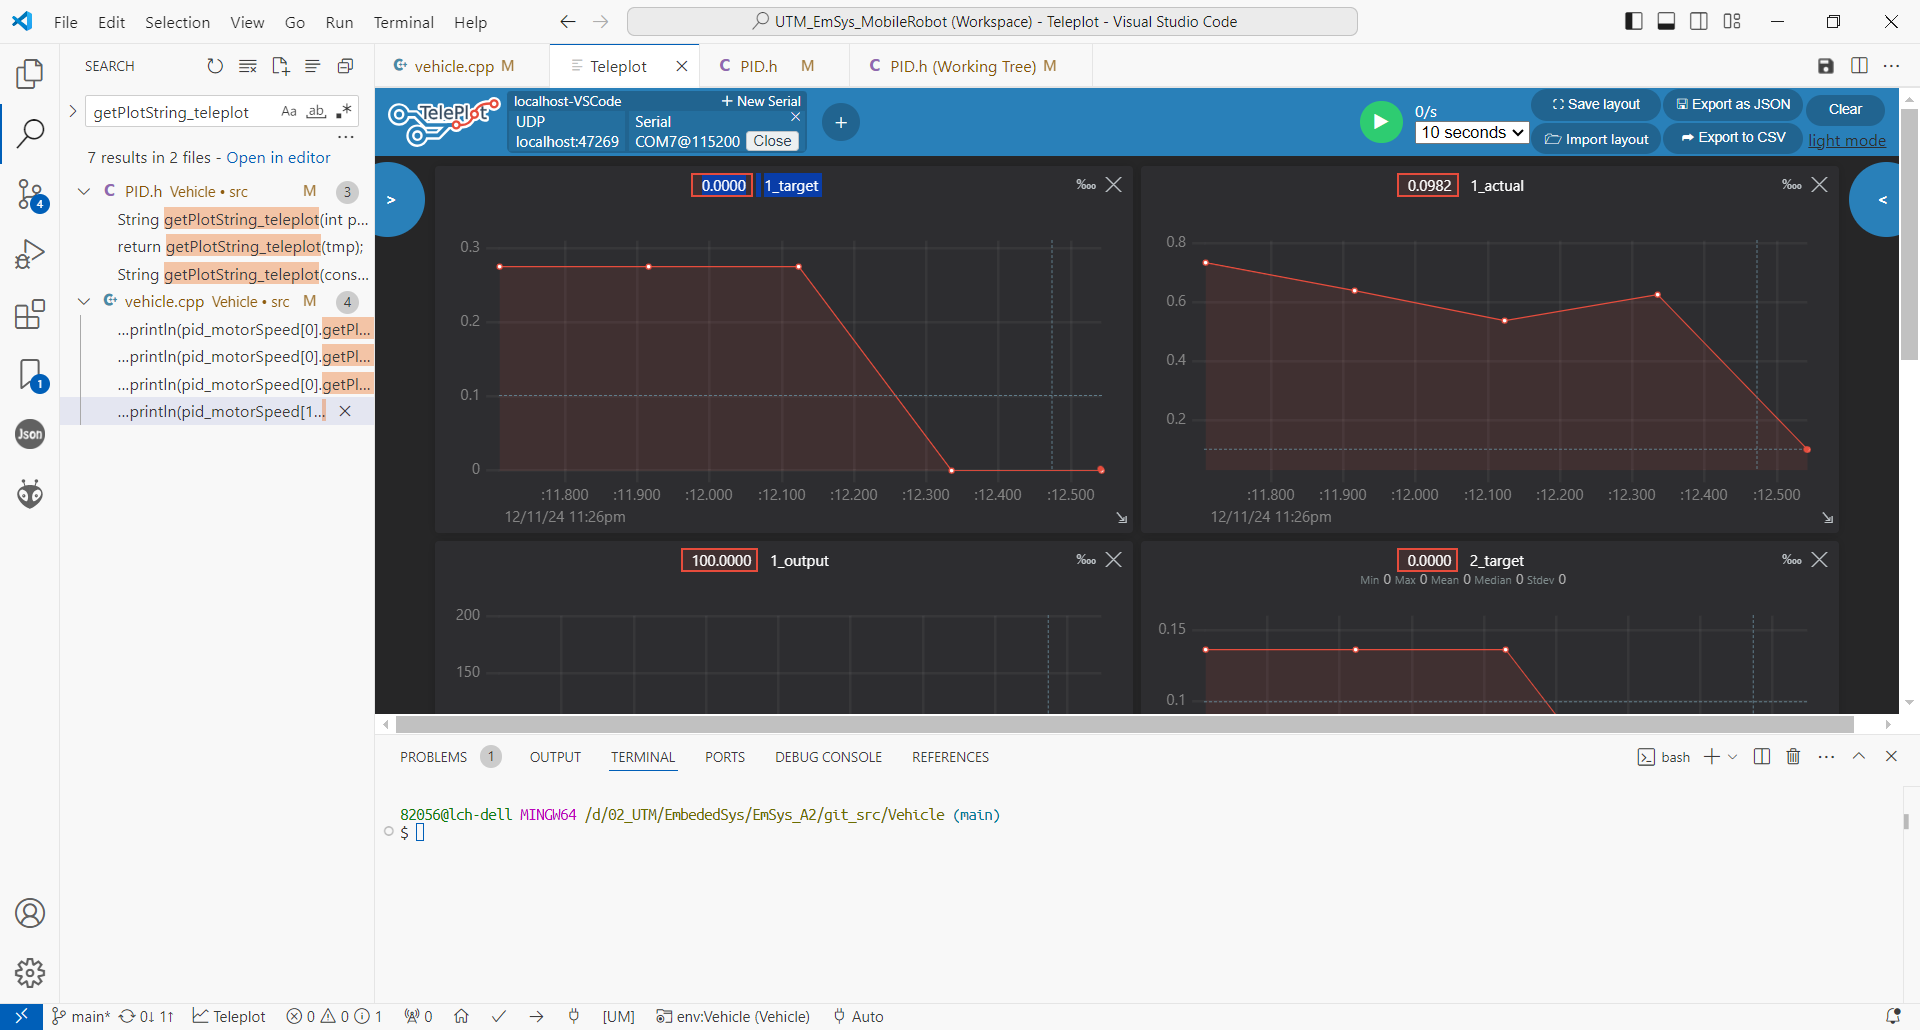 File Edit Selection View Go Run Terminal Help
UTM_EmSys_MobileRobot (Workspace) - Teleplot - Visual Studio Code
SEARCH
getPlotString_teleplot Aa ab .*
7 results in 2 files - Open in editor
PID.h Vehicle • src M 3
String getPlotString_teleplot(int p...
return getPlotString_teleplot(tmp);
String getPlotString_teleplot(cons...
vehicle.cpp Vehicle • src M 4
...println(pid_motorSpeed[0].getPl...
...println(pid_motorSpeed[0].getPl...
...println(pid_motorSpeed[0].getPl...
...println(pid_motorSpeed[1...
4
1
Json
vehicle.cpp M
Teleplot
C PID.h M
C PID.h (Working Tree) M
TelePlot
localhost-VSCode + New Serial
UDP
localhost:47269
Serial
COM7@115200 Close
+
0/s
10 seconds
Save layout
Export as JSON
Clear
Import layout
Export to CSV
light mode
>
<
0.0000 1_target
0.3
0.2
0.1
0
:11.800 :11.900 :12.000 :12.100 :12.200 :12.300 :12.400 :12.500
12/11/24 11:26pm
0.0982 1_actual
0.8
0.6
0.4
0.2
:11.800 :11.900 :12.000 :12.100 :12.200 :12.300 :12.400 :12.500
12/11/24 11:26pm
100.0000 1_output
200
150
0.0000 2_target
Min 0 Max 0 Mean 0 Median 0 Stdev 0
0.15
0.1
PROBLEMS 1 OUTPUT TERMINAL PORTS DEBUG CONSOLE REFERENCES
bash
82056@lch-dell MINGW64 /d/02_UTM/EmbededSys/EmSys_A2/git_src/Vehicle (main)
$
main* 0↓ 1↑ Teleplot 0 0 1 0 [UM] env:Vehicle (Vehicle) Auto